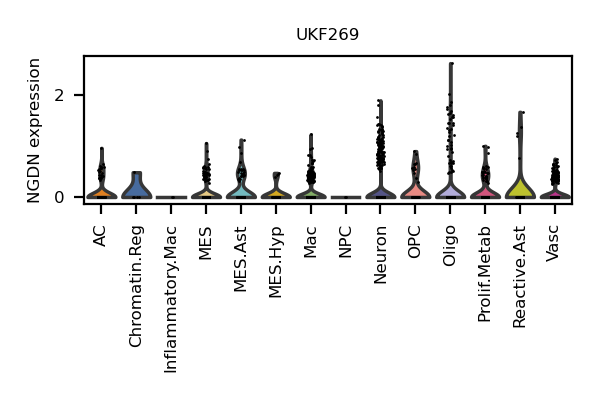 UKF269
NGDN expression
2
0
AC
Chromatin.Reg
Inflammatory.Mac
MES
MES.Ast
MES.Hyp
Mac
NPC
Neuron
OPC
Oligo
Prolif.Metab
Reactive.Ast
Vasc